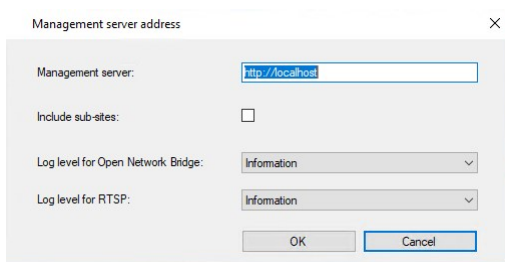 Management server address
Management server: http://localhost
Include sub-sites:
Log level for Open Network Bridge: Information
Log level for RTSP: Information
OK Cancel